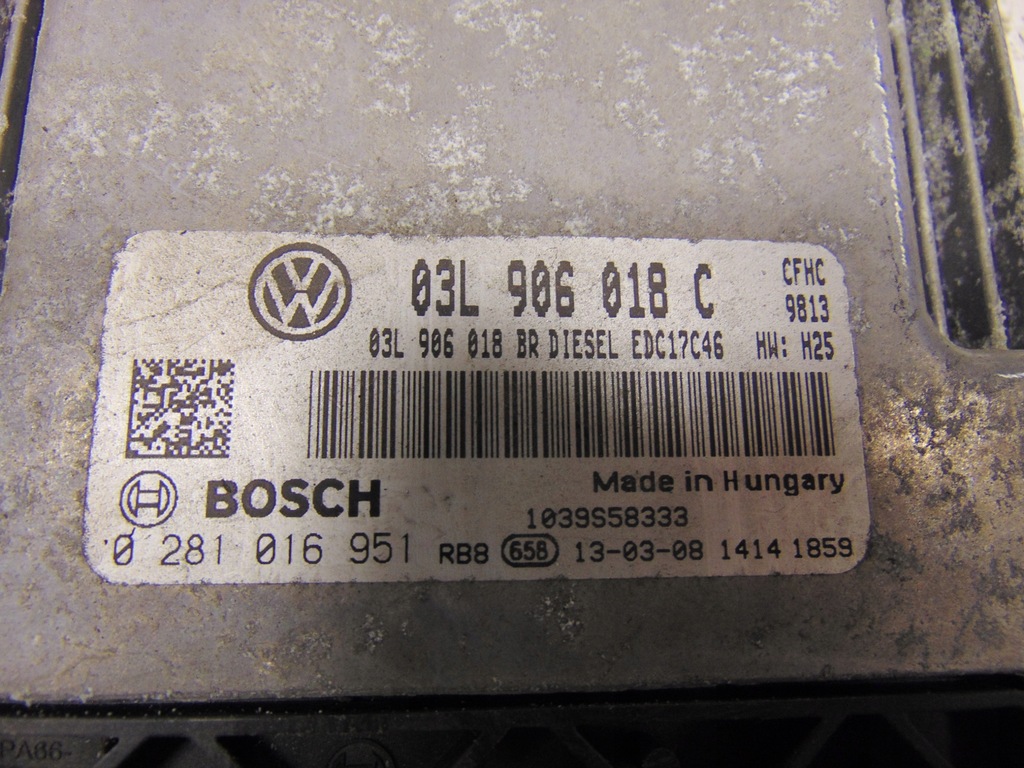 03L 906 018 C CFHC
9813
03L 906 018 BR DIESEL EDC17C46 HW: H25
Made in Hungary
BOSCH
1039S58333
0 281 016 951 RB8 658 13-03-08 1414 1859
PA66-